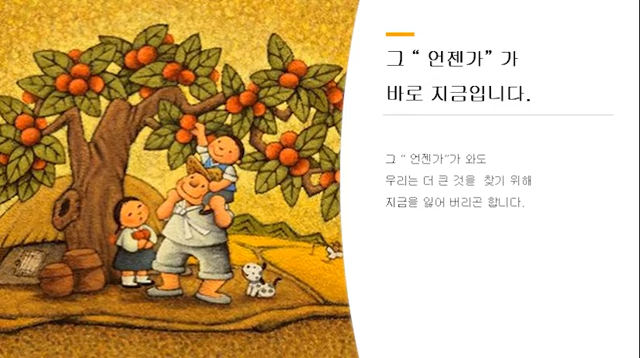 그 “ 언젠가” 가
바로 지금입니다.
그 “ 언젠가”가 와도
우리는 더 큰 것을 찾기 위해
지금을 잃어 버리곤 합니다.